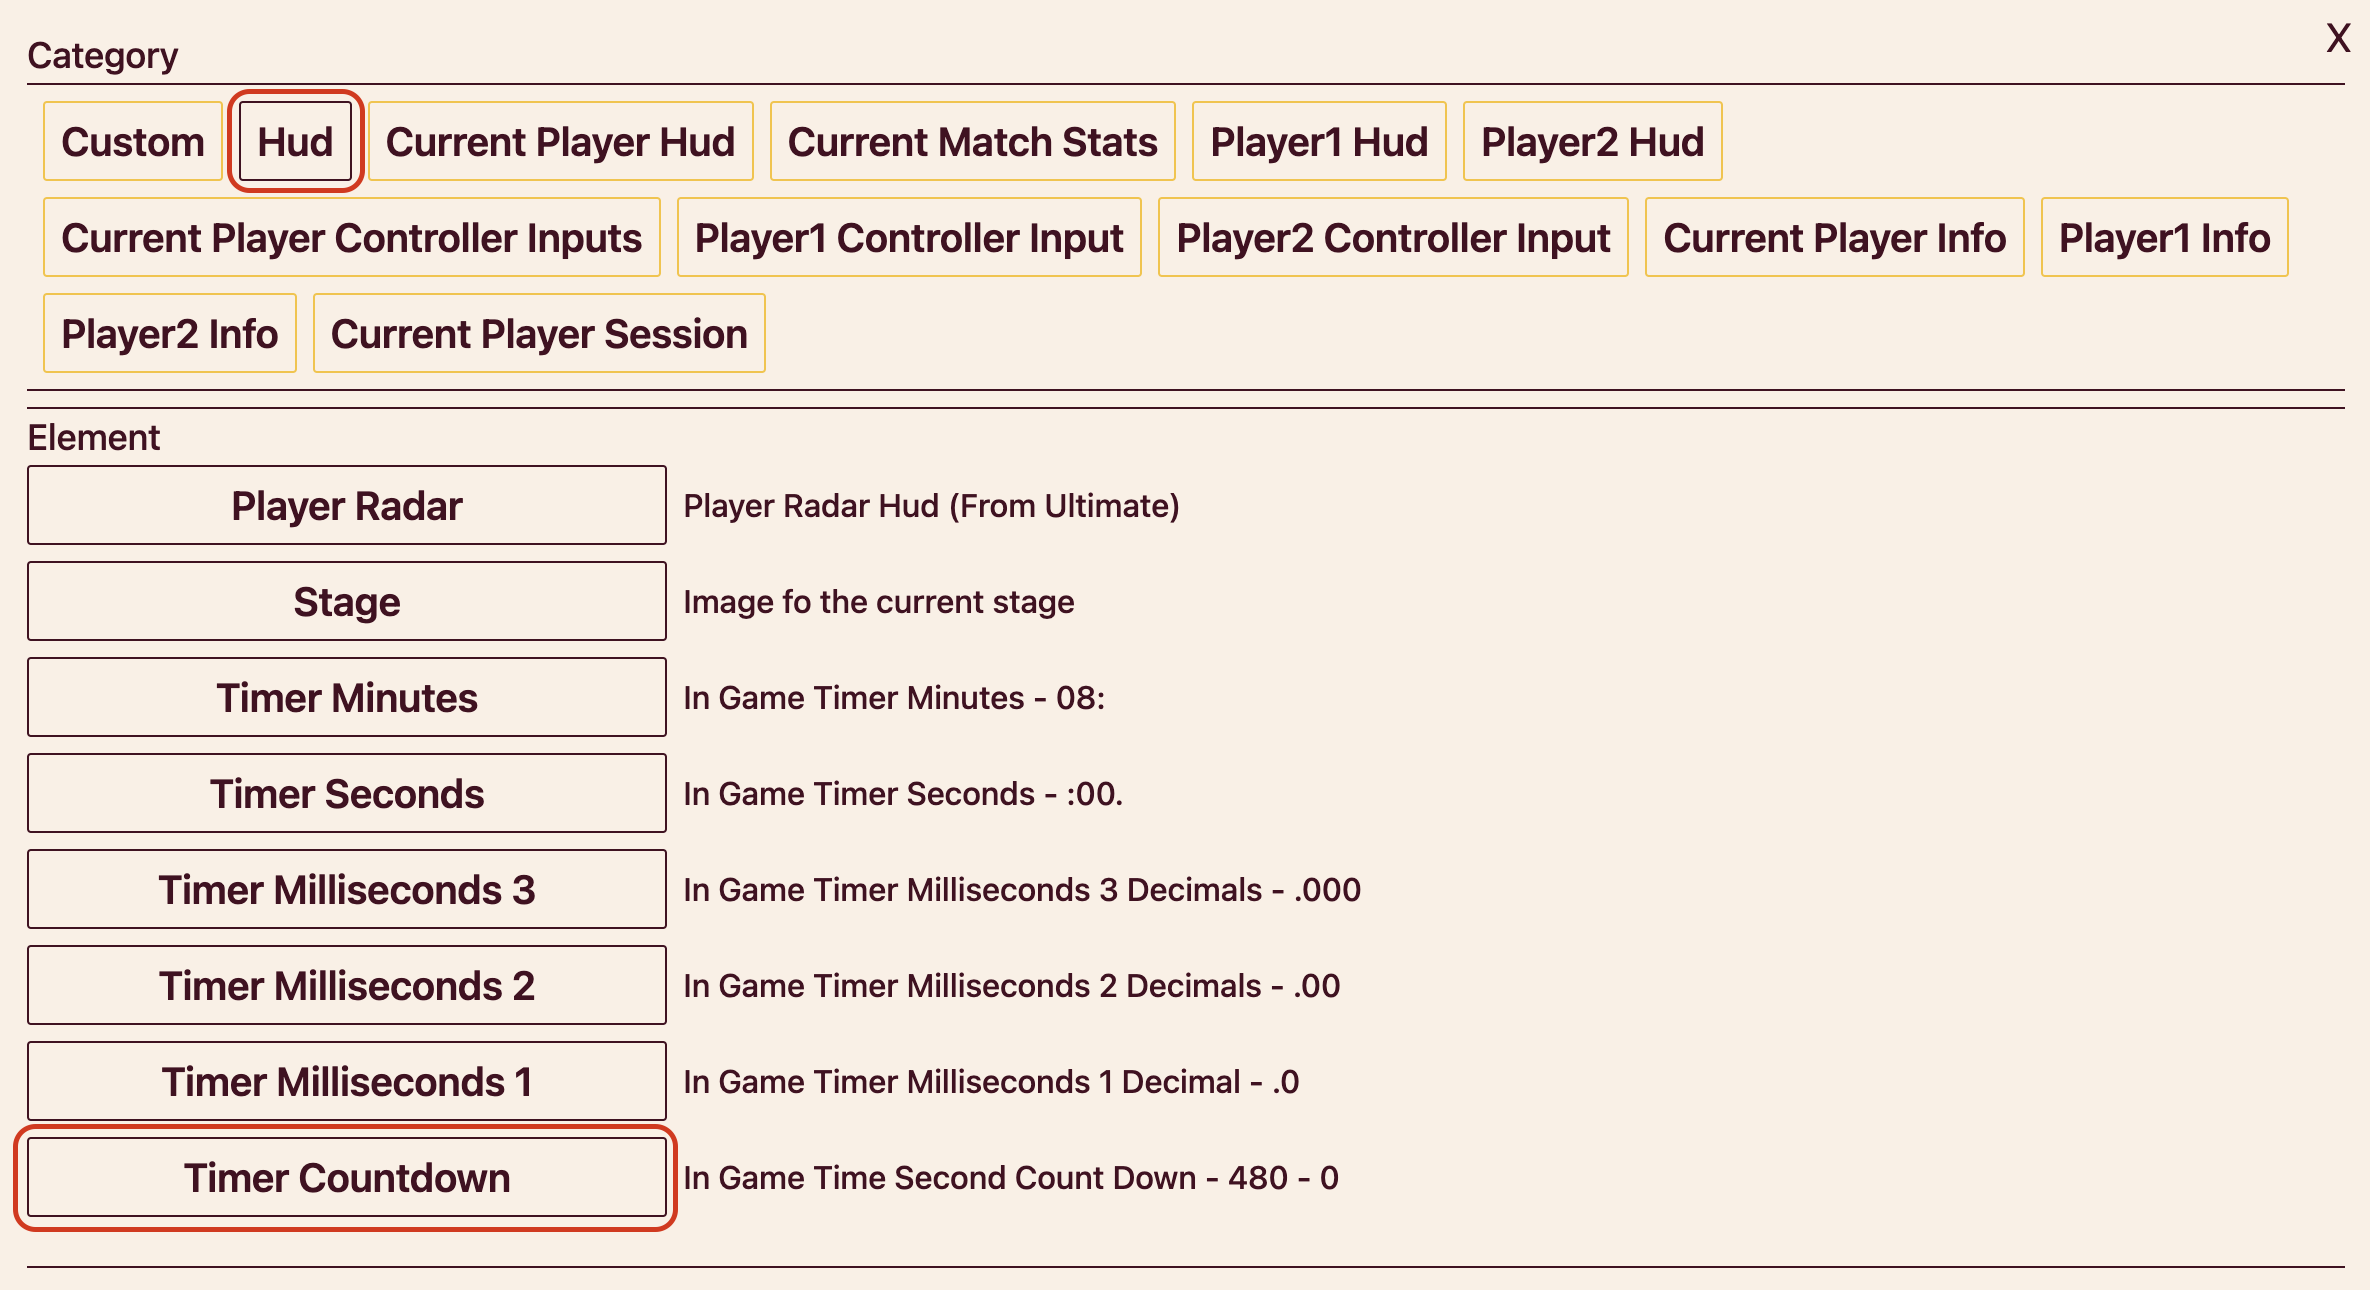 X
Category
Custom Hud Current Player Hud Current Match Stats Player1 Hud Player2 Hud
Current Player Controller Inputs Player1 Controller Input Player2 Controller Input Current Player Info Player1 Info
Player2 Info Current Player Session
Element
Player Radar Player Radar Hud (From Ultimate)
Stage Image fo the current stage
Timer Minutes In Game Timer Minutes - 08:
Timer Seconds In Game Timer Seconds - :00.
Timer Milliseconds 3 In Game Timer Milliseconds 3 Decimals - .000
Timer Milliseconds 2 In Game Timer Milliseconds 2 Decimals - .00
Timer Milliseconds 1 In Game Timer Milliseconds 1 Decimal - .0
Timer Countdown In Game Time Second Count Down - 480 - 0